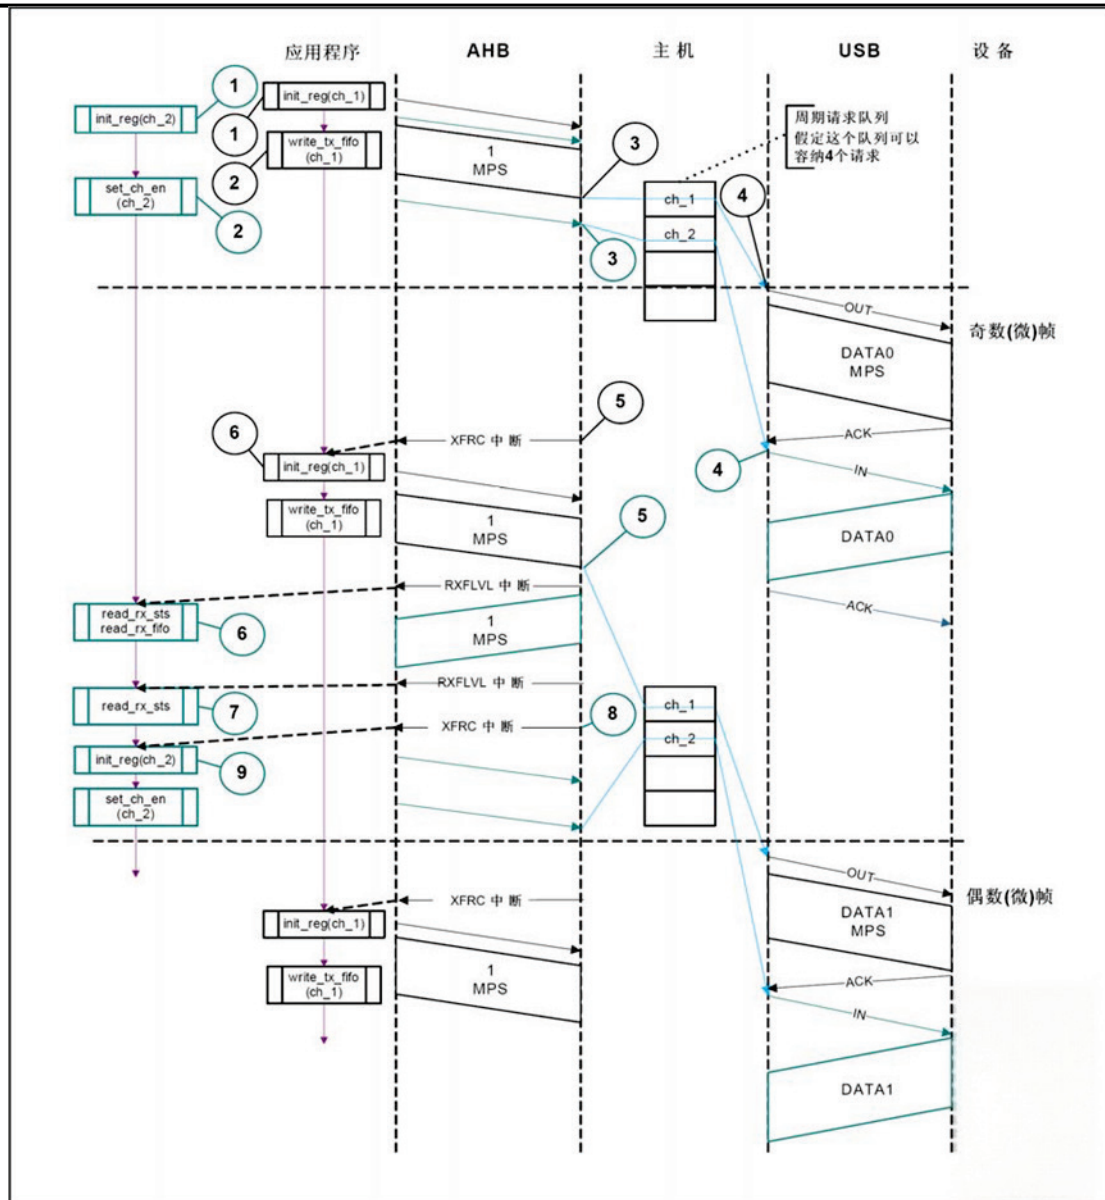 应用程序
AHB
主机
USB
设备
1
init_reg(ch_1)
init_reg(ch_2)
1
周期请求队列
假定这个队列可以
容纳4个请求
write_tx_fifo
(ch_1)
1
MPS
3
2
set_ch_en
(ch_2)
ch_1
4
2
ch_2
3
OUT
奇数(微)帧
DATA0
MPS
5
6
XFRC 中断
ACK
init_reg(ch_1)
4
IN
write_tx_fifo
(ch_1)
1
MPS
5
DATA0
RXFLVL 中断
read_rx_sts
read_rx_fifo
6
1
MPS
ACK
RXFLVL 中断
read_rx_sts
7
ch_1
8
XFRC 中断
ch_2
init_reg(ch_2)
9
set_ch_en
(ch_2)
OUT
XFRC 中断
偶数(微)帧
init_reg(ch_1)
DATA1
MPS
write_tx_fifo
(ch_1)
1
MPS
ACK
IN
DATA1